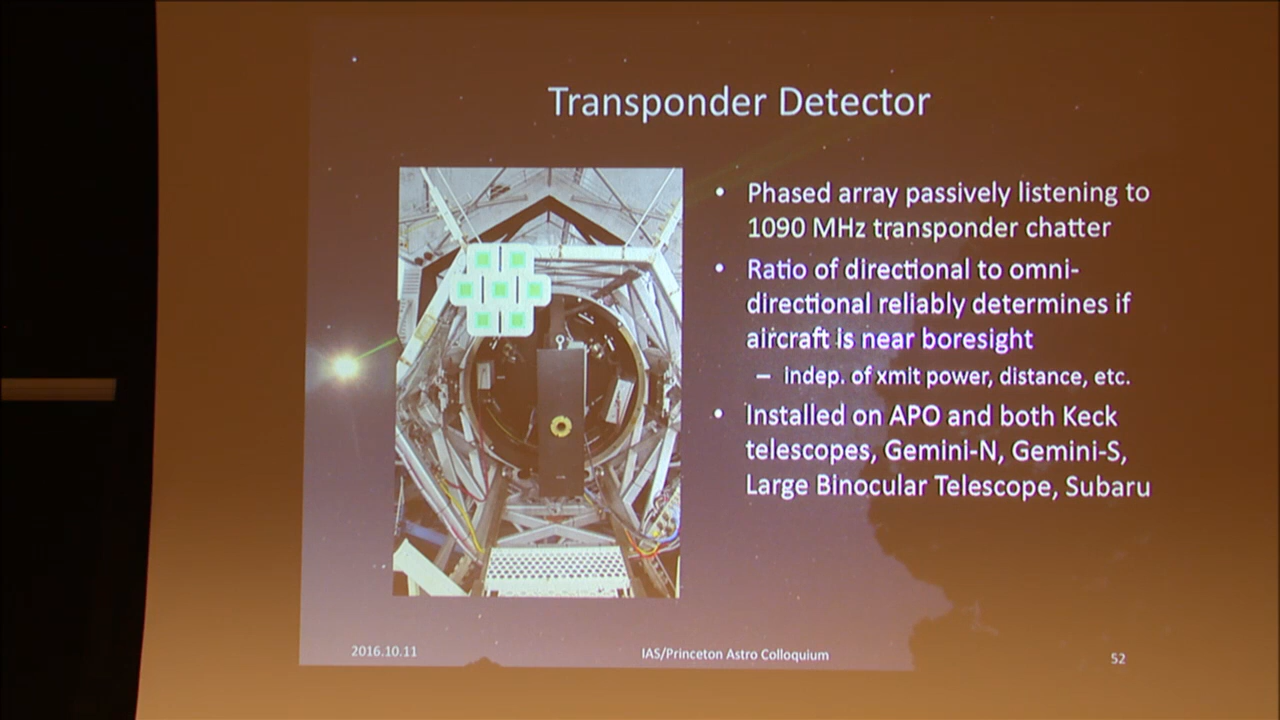 Transponder Detector
• Phased array passively listening to
1090 MHz transponder chatter
• Ratio of directional to omni-
directional reliably determines if
aircraft is near boresight
– indep. of xmit power, distance, etc.
• Installed on APO and both Keck
telescopes, Gemini-N, Gemini-S,
Large Binocular Telescope, Subaru
2016.10.11
IAS/Princeton Astro Colloquium
52